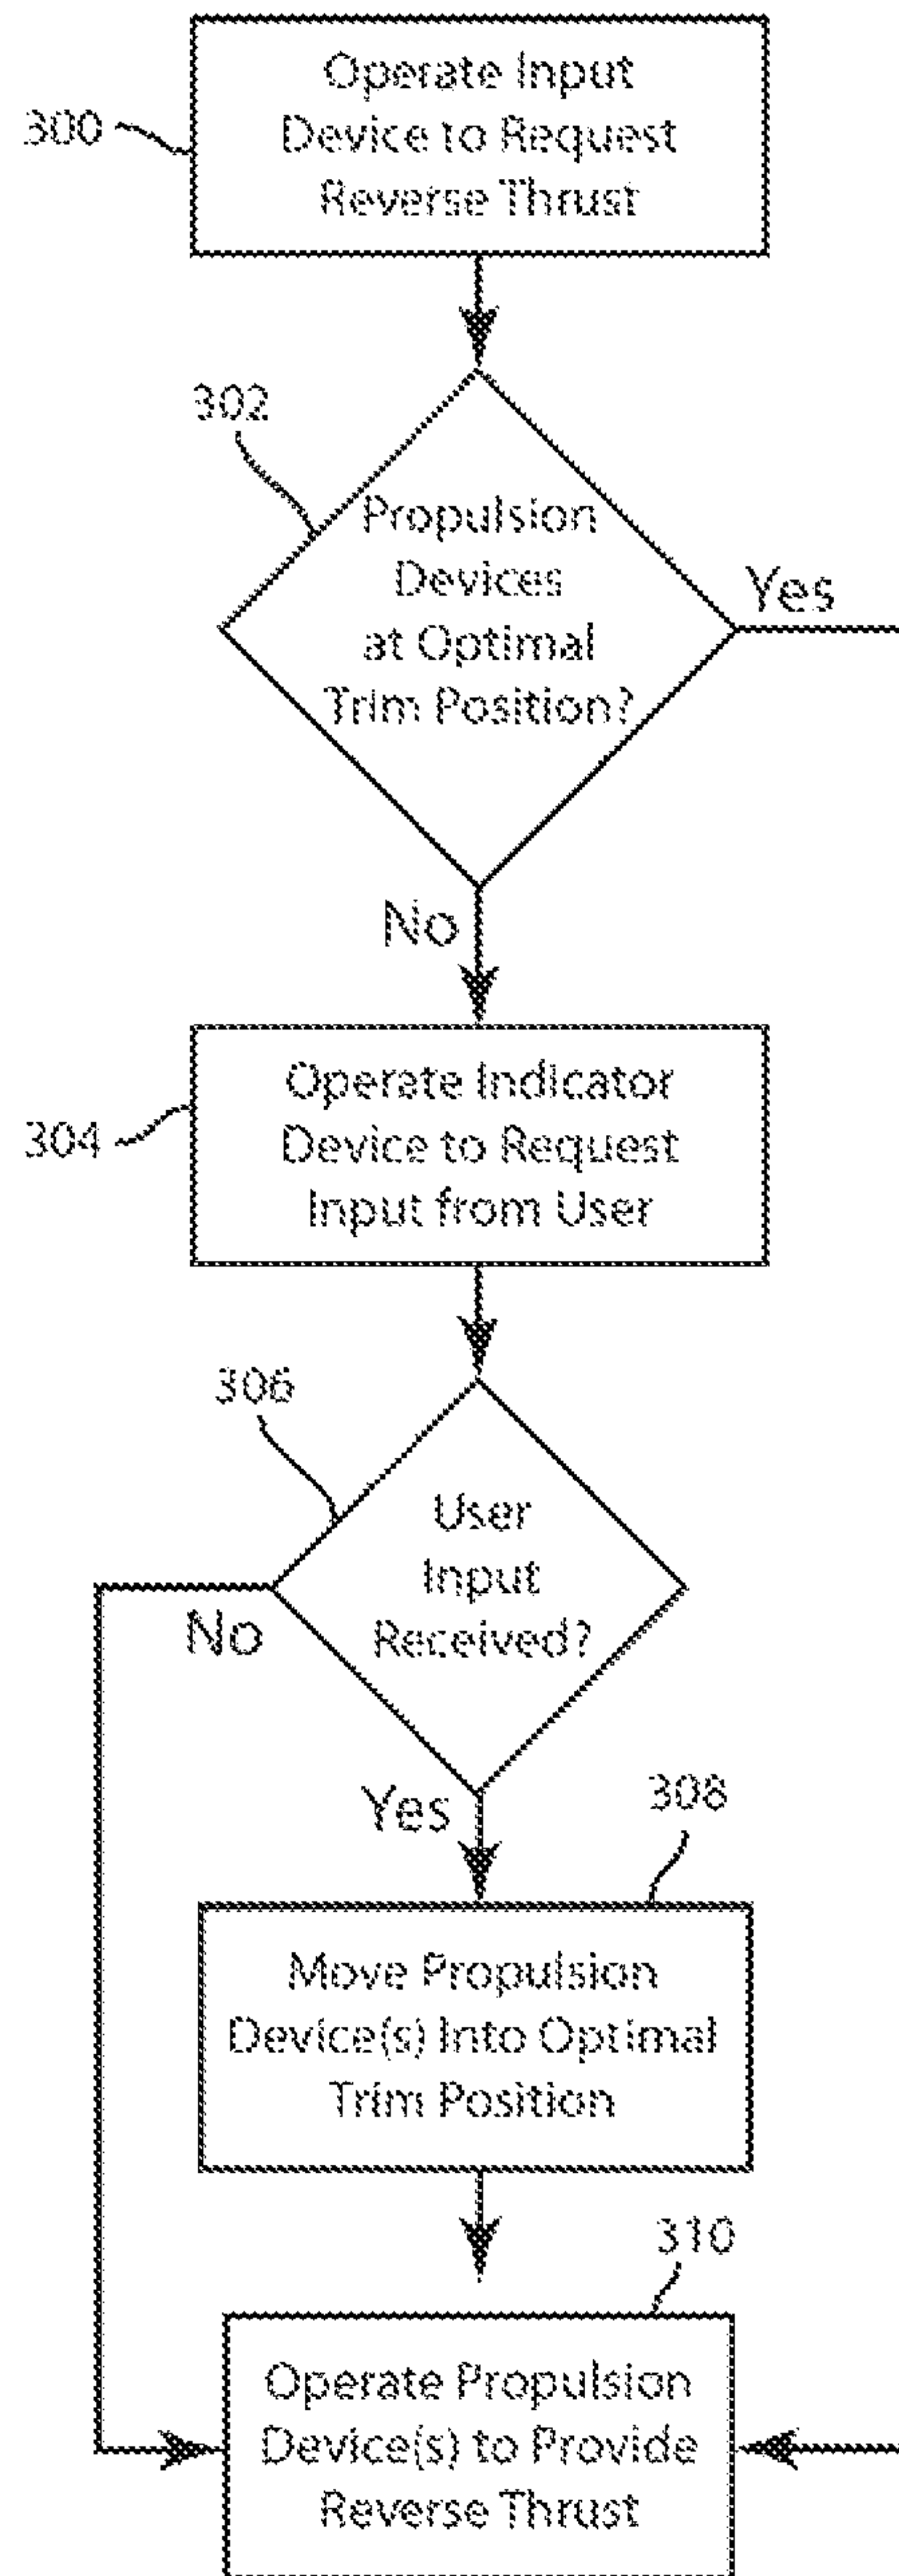 300
Operate Input
Device to Request
Reverse Thrust
302
Propulsion
Devices
at Optimal
Trim Position?
Yes
No
304
Operate Indicator
Device to Request
Input from User
306
User
Input
Received?
No
Yes
308
Move Propulsion
Device(s) Into Optimal
Trim Position
310
Operate Propulsion
Device(s) to Provide
Reverse Thrust